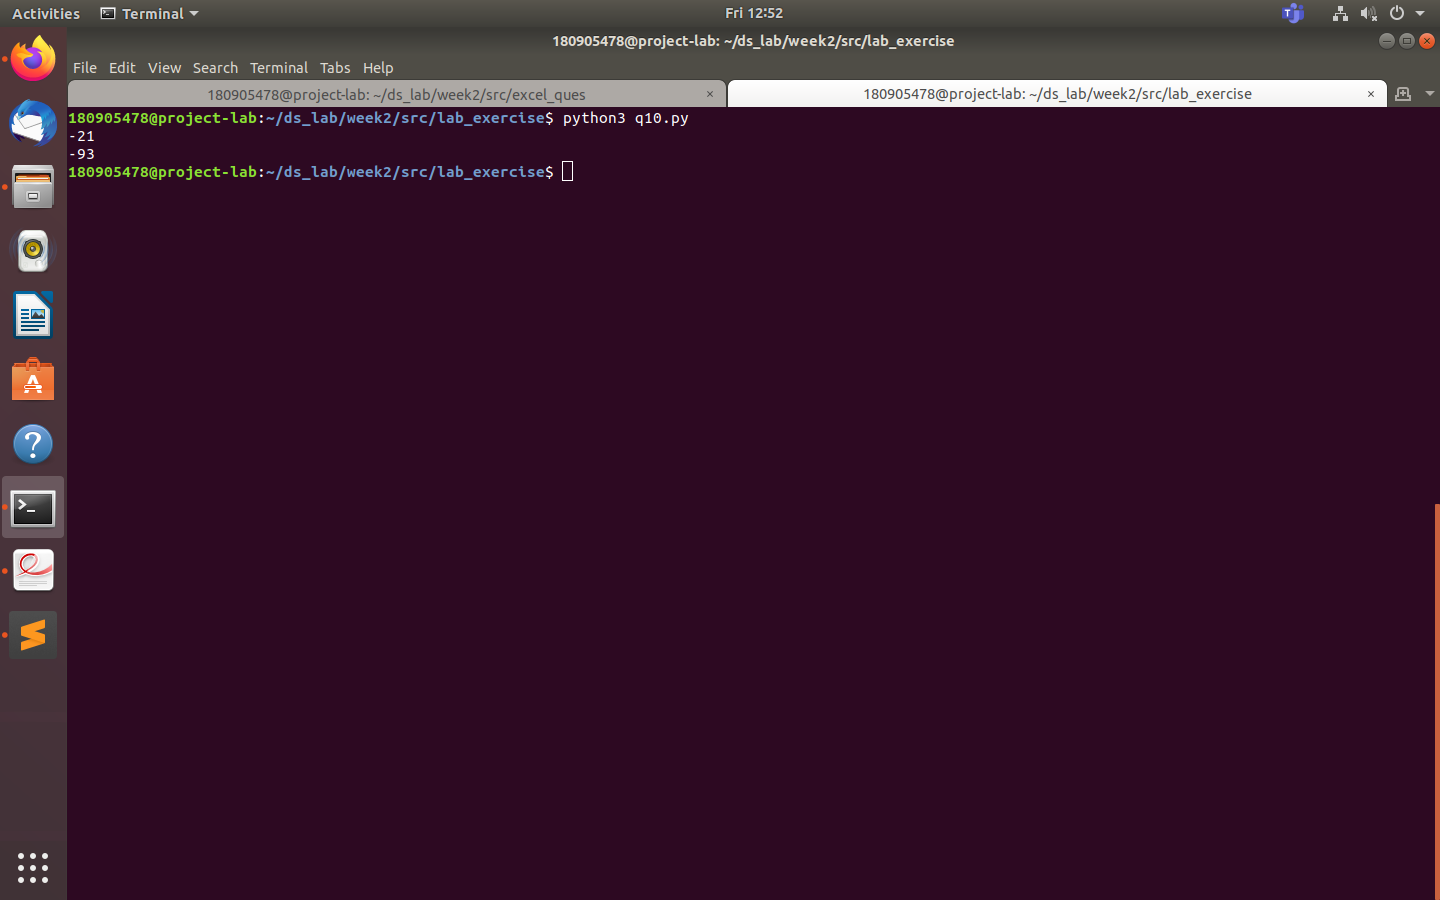 Activities Terminal Fri 12:52
180905478@project-lab: ~/ds_lab/week2/src/lab_exercise
File Edit View Search Terminal Tabs Help
180905478@project-lab: ~/ds_lab/week2/src/excel_ques × 180905478@project-lab: ~/ds_lab/week2/src/lab_exercise ×
180905478@project-lab:~/ds_lab/week2/src/lab_exercise$ python3 q10.py
-21
-93
180905478@project-lab:~/ds_lab/week2/src/lab_exercise$